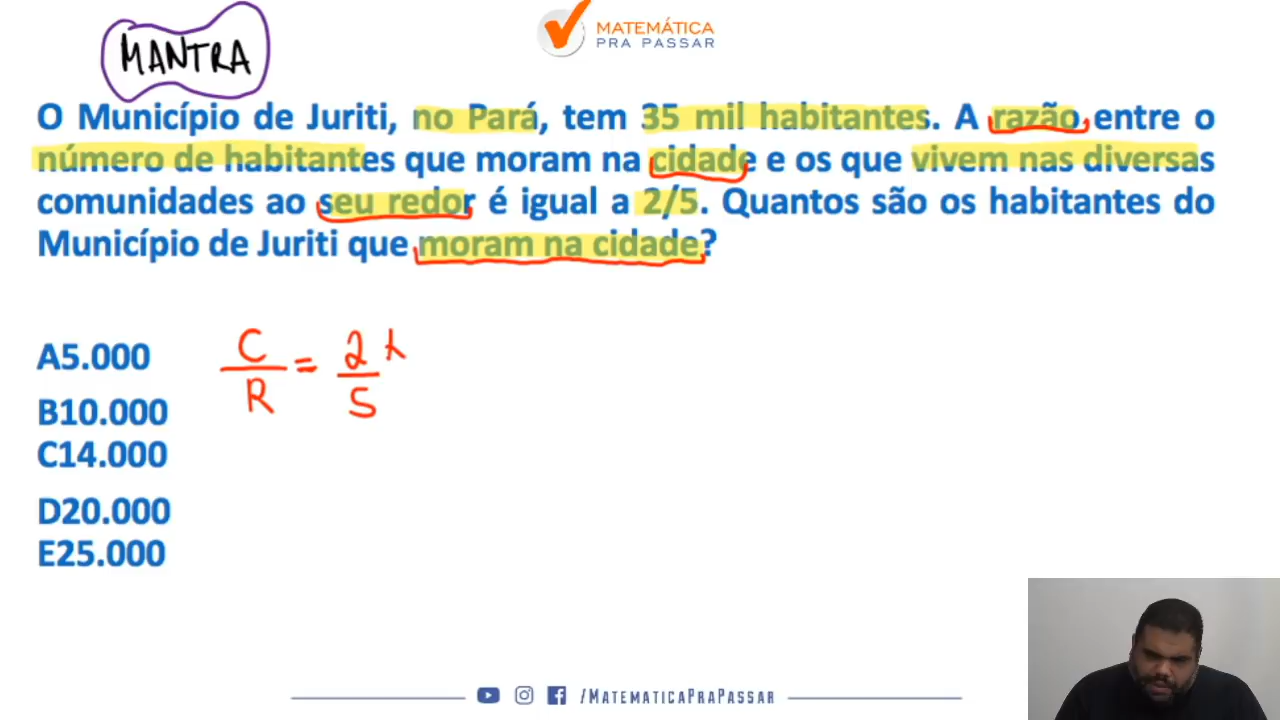 MANTRA
MATEMÁTICA
PRA PASSAR
O Município de Juriti, no Pará, tem 35 mil habitantes. A razão entre o
número de habitantes que moram na cidade e os que vivem nas diversas
comunidades ao seu redor é igual a 2/5. Quantos são os habitantes do
Município de Juriti que moram na cidade?
A5.000
C/R = 2/5
B10.000
C14.000
D20.000
E25.000
/MATEMATICAPRAPASSAR